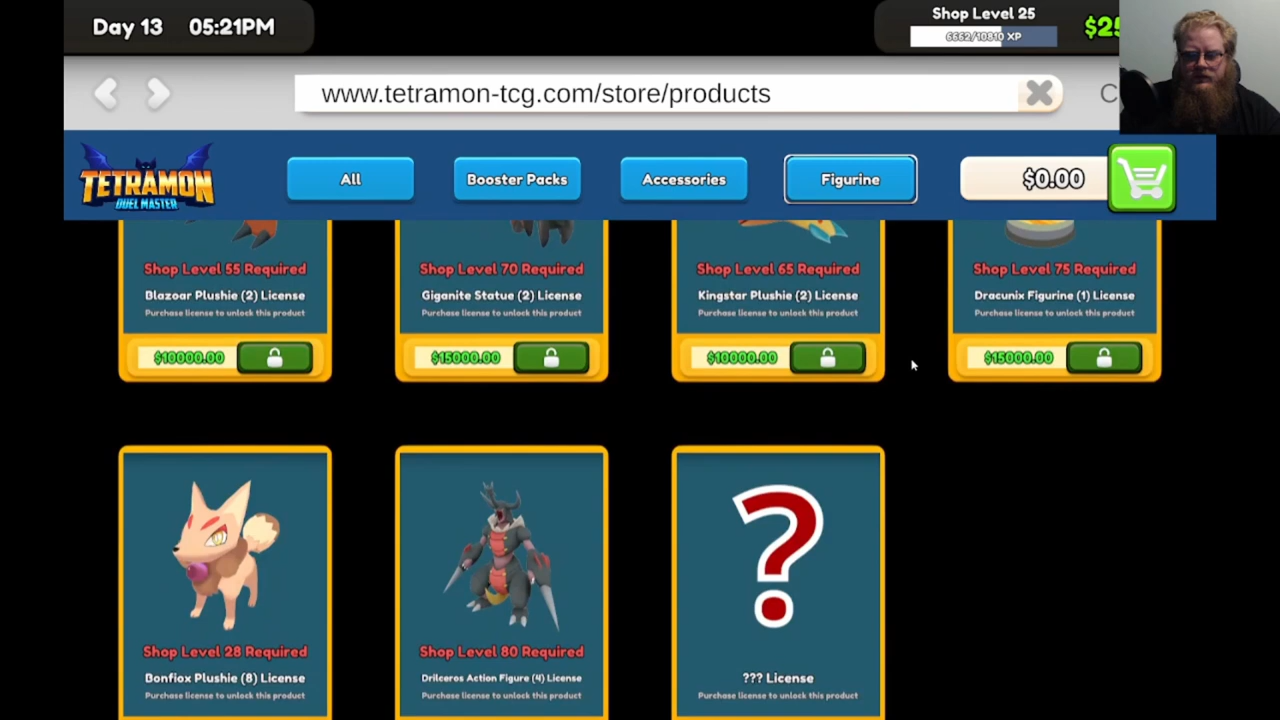 Day 13 05:21PM
Shop Level 25
6662/10810 XP
www.tetramon-tcg.com/store/products
TETRAMON
DUEL MASTER
All
Booster Packs
Accessories
Figurine
$0.00
Shop Level 55 Required
Blazoar Plushie (2) License
Purchase license to unlock this product
$10000.00
Shop Level 70 Required
Giganite Statue (2) License
Purchase license to unlock this product
$15000.00
Shop Level 65 Required
Kingstar Plushie (2) License
Purchase license to unlock this product
$10000.00
Shop Level 75 Required
Dracunix Figurine (1) License
Purchase license to unlock this product
$15000.00
Shop Level 28 Required
Bonfiox Plushie (8) License
Purchase license to unlock this product
Shop Level 80 Required
Drilceros Action Figure (4) License
Purchase license to unlock this product
?
??? License
Purchase license to unlock this product